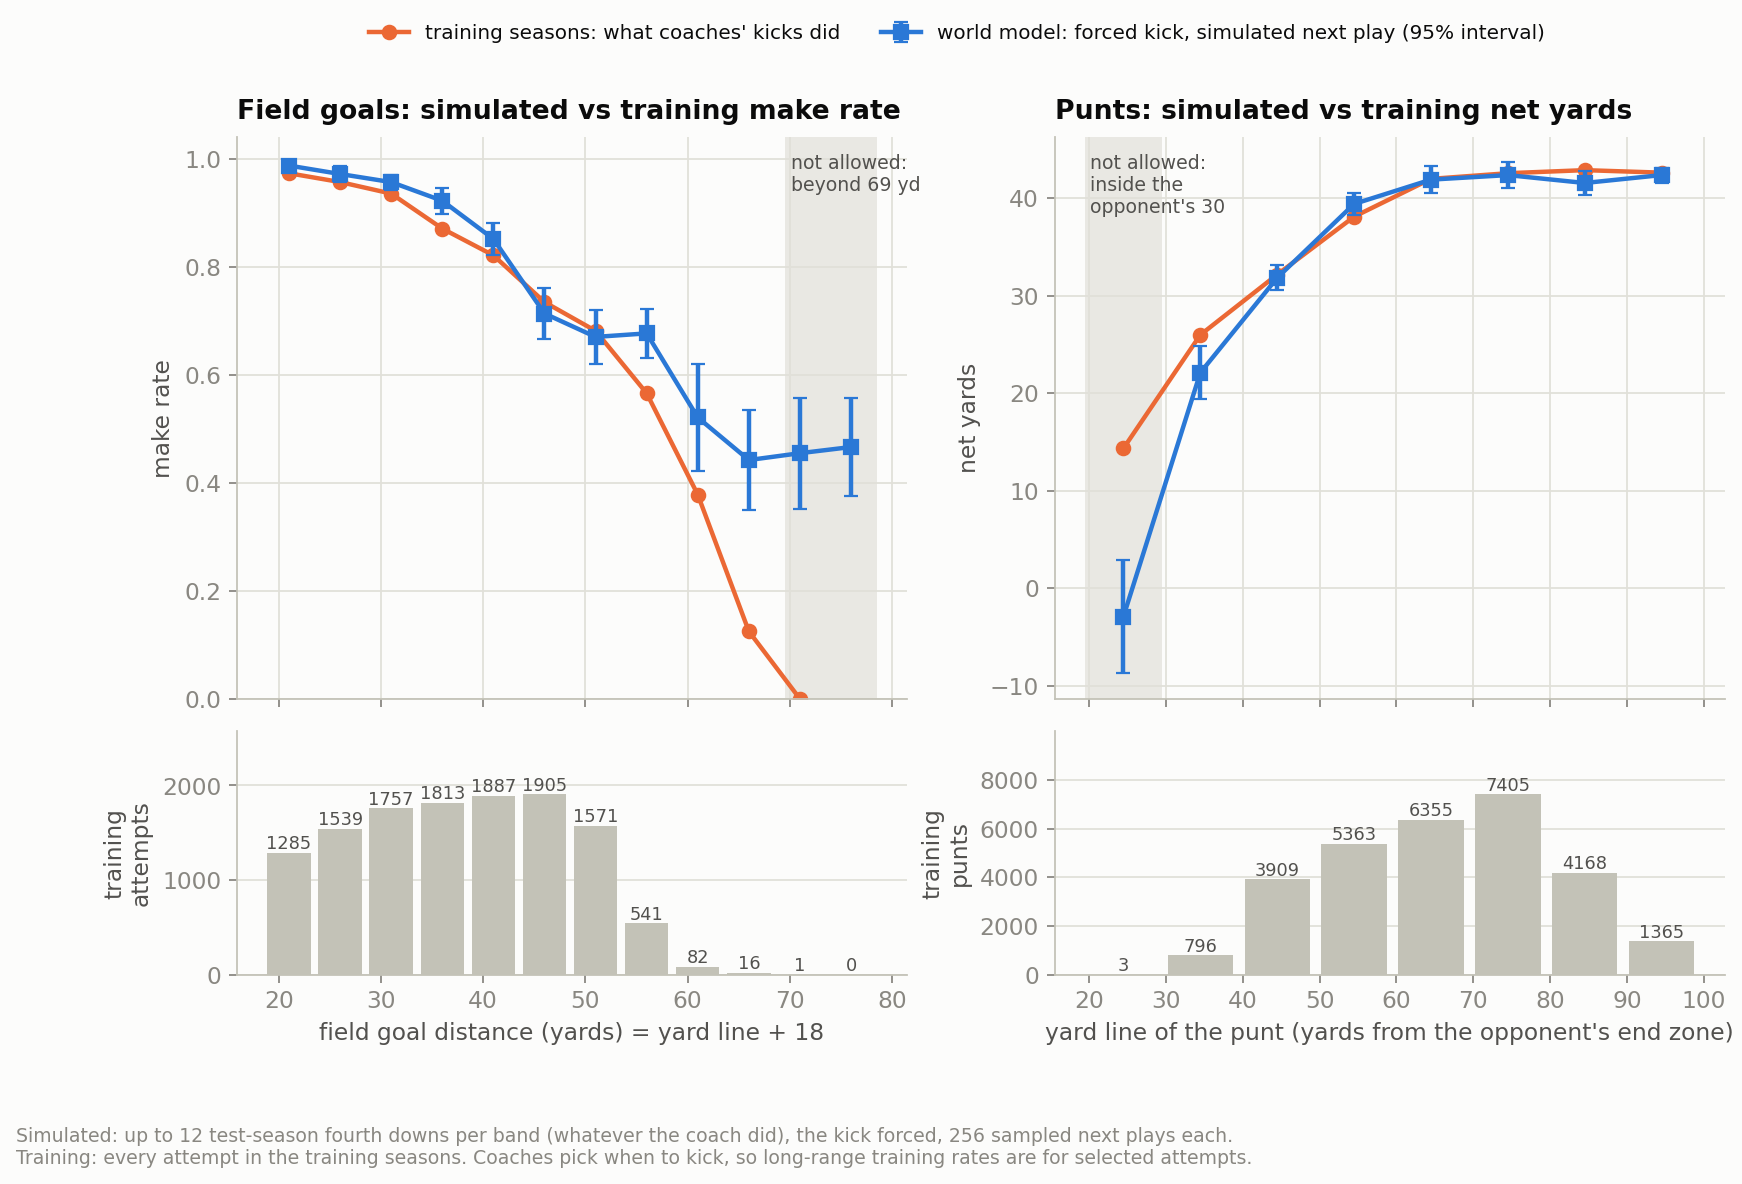 training seasons: what coaches' kicks did
world model: forced kick, simulated next play (95% interval)
Field goals: simulated vs training make rate
not allowed:
beyond 69 yd
1.0
0.8
0.6
0.4
0.2
0.0
make rate
Punts: simulated vs training net yards
not allowed:
inside the
opponent's 30
40
30
20
10
0
−10
net yards
training
attempts
2000
1000
0
1285
1539
1757
1813
1887
1905
1571
541
82
16
1
0
20
30
40
50
60
70
80
field goal distance (yards) = yard line + 18
training
punts
8000
6000
4000
2000
0
3
796
3909
5363
6355
7405
4168
1365
20
30
40
50
60
70
80
90
100
yard line of the punt (yards from the opponent's end zone)
Simulated: up to 12 test-season fourth downs per band (whatever the coach did), the kick forced, 256 sampled next plays each.
Training: every attempt in the training seasons. Coaches pick when to kick, so long-range training rates are for selected attempts.